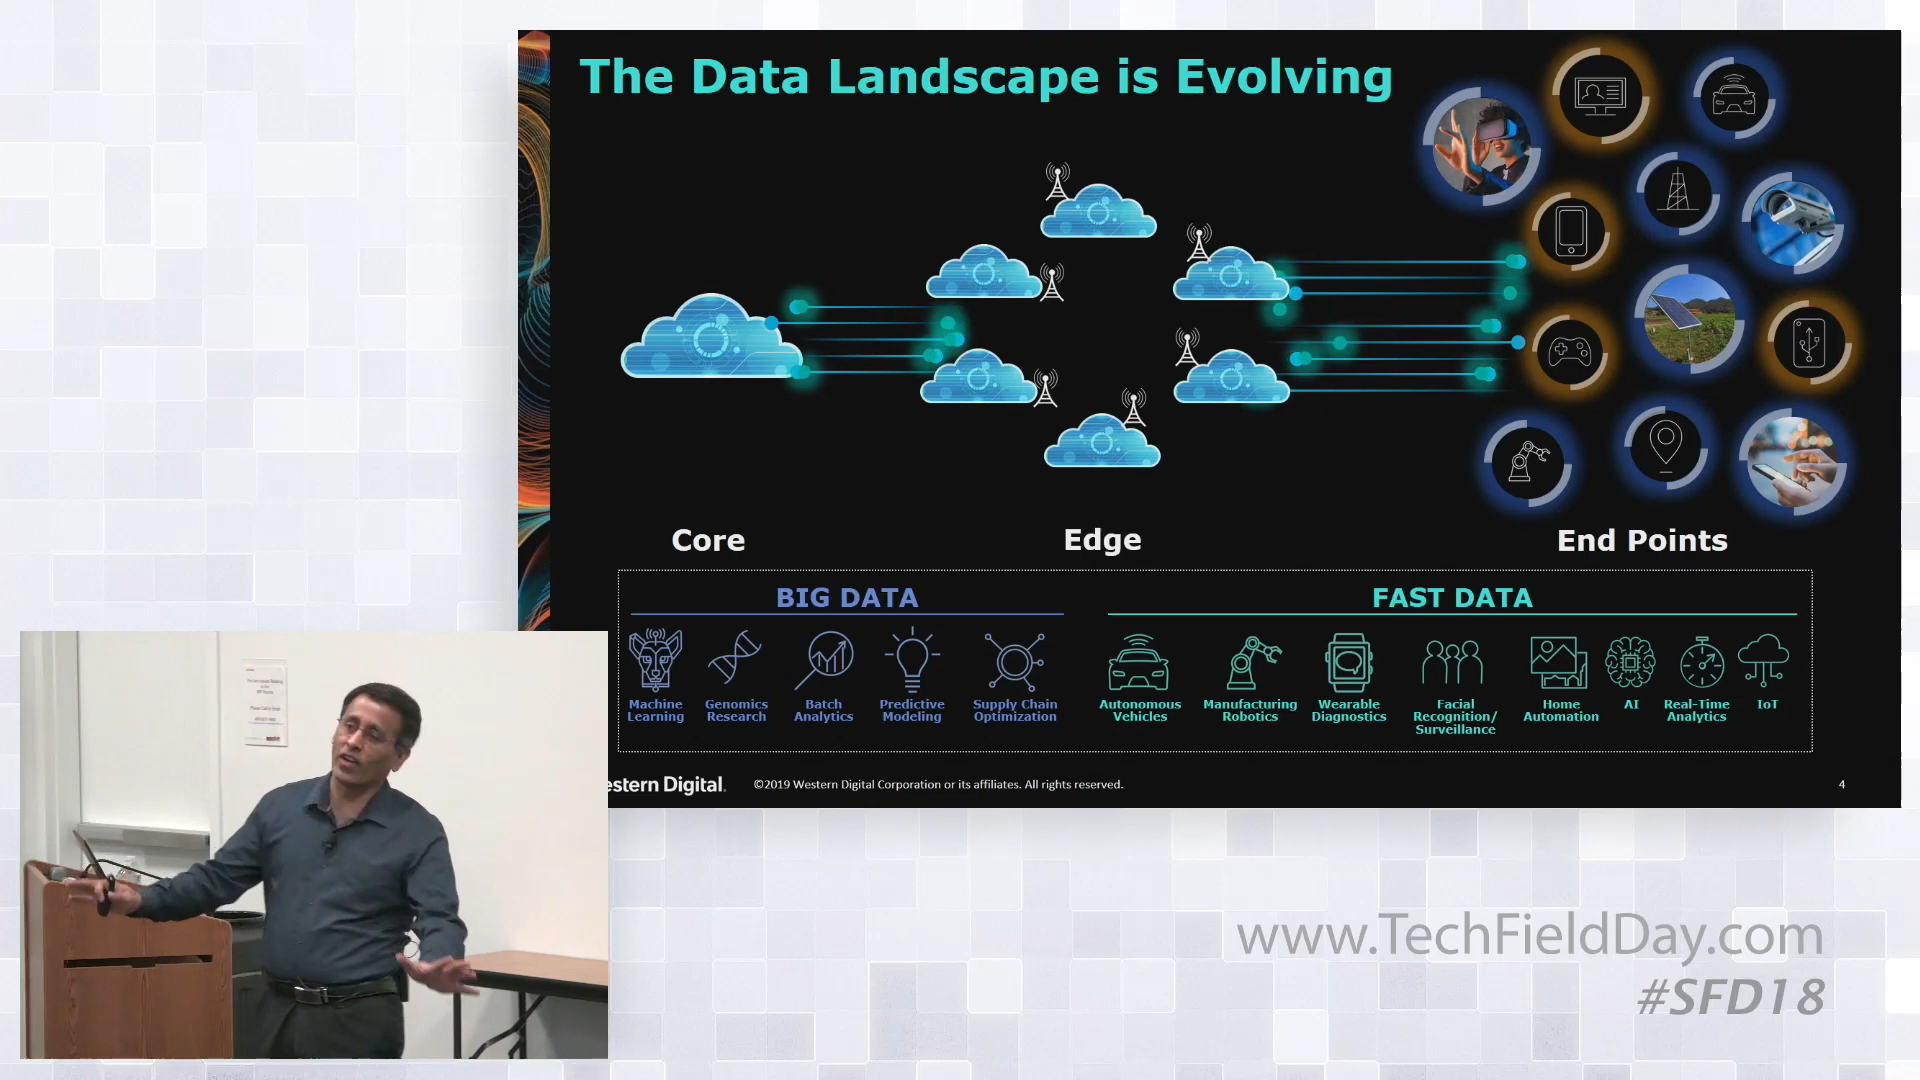 The Data Landscape is Evolving
Core
Edge
End Points
BIG DATA
FAST DATA
Machine
Learning
Genomics
Research
Batch
Analytics
Predictive
Modeling
Supply Chain
Optimization
Autonomous
Vehicles
Manufacturing
Robotics
Wearable
Diagnostics
Facial
Recognition/
Surveillance
Home
Automation
AI
Real-Time
Analytics
IoT
stern Digital.
©2019 Western Digital Corporation or its affiliates. All rights reserved.
4
www.TechFieldDay.com
#SFD18